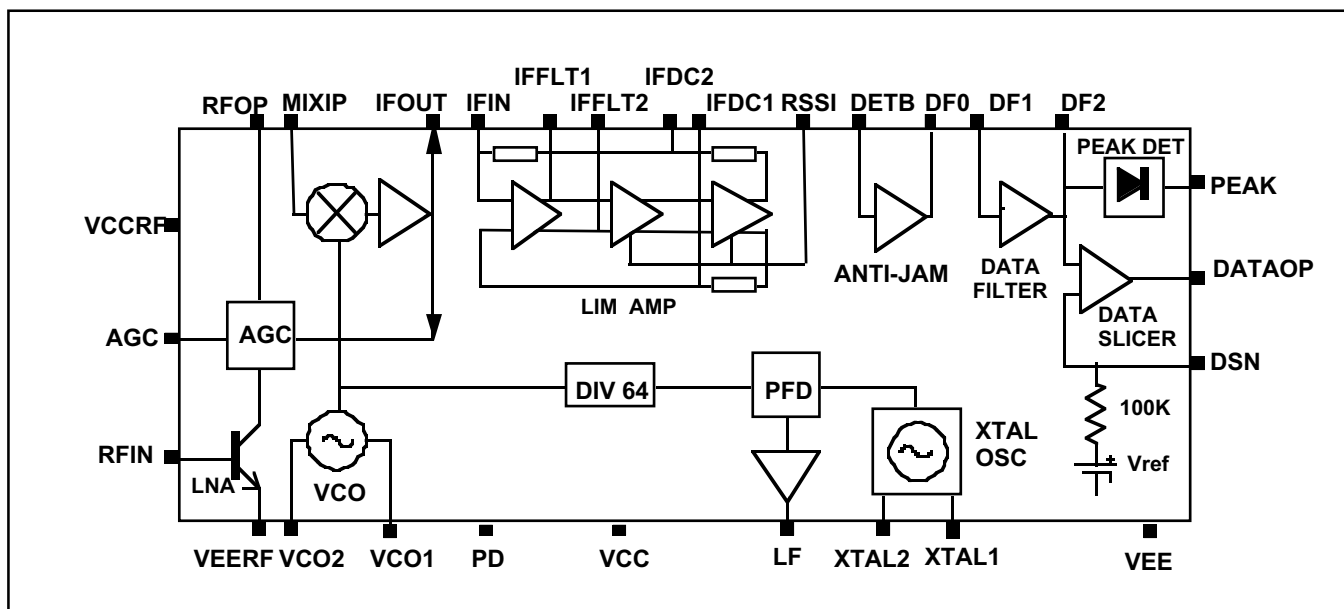 IFFLT1
IFDC2
RFOP
MIXIP
IFOUT
IFIN
IFFLT2
IFDC1
RSSI
DETB
DF0
DF1
DF2
PEAK DET
PEAK
VCCRF
ANTI-JAM
DATA
FILTER
DATAOP
LIM AMP
DATA
SLICER
AGC
AGC
DSN
DIV 64
PFD
100K
XTAL
OSC
RFIN
LNA
VCO
Vref
+
VEERF
VCO2
VCO1
PD
VCC
LF
XTAL2
XTAL1
VEE